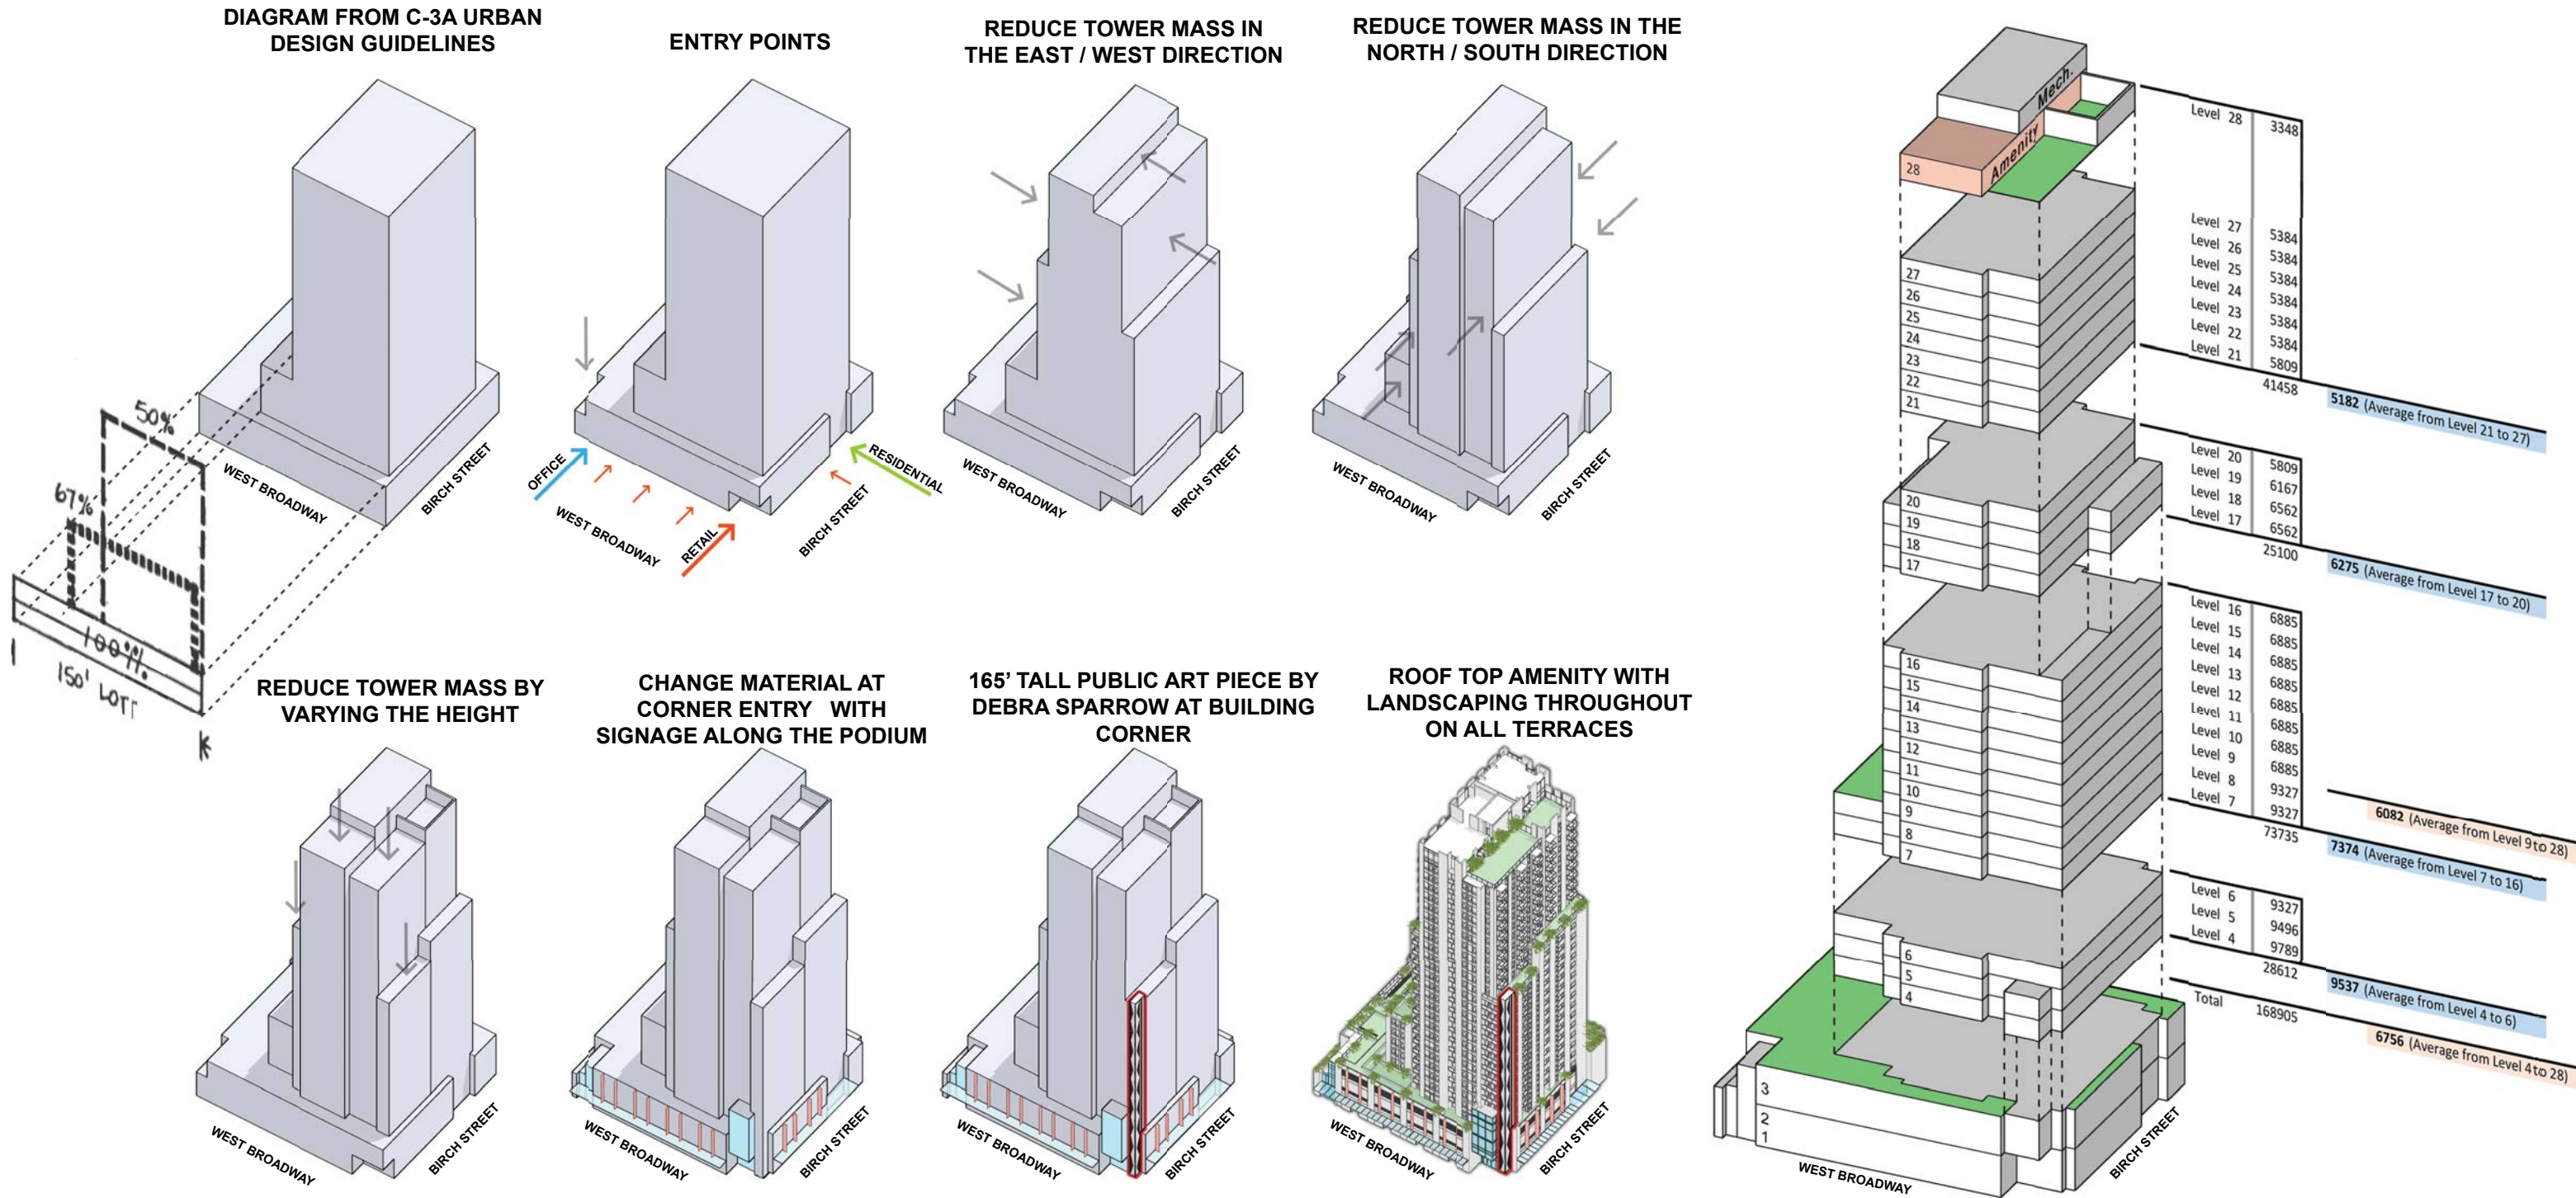 DIAGRAM FROM C-3A URBAN
DESIGN GUIDELINES
50%
67%
100%
150' LOT
WEST BROADWAY
BIRCH STREET
ENTRY POINTS
OFFICE
WEST BROADWAY
RETAIL
BIRCH STREET
RESIDENTIAL
REDUCE TOWER MASS IN
THE EAST / WEST DIRECTION
WEST BROADWAY
BIRCH STREET
REDUCE TOWER MASS IN THE
NORTH / SOUTH DIRECTION
WEST BROADWAY
BIRCH STREET
REDUCE TOWER MASS BY
VARYING THE HEIGHT
WEST BROADWAY
BIRCH STREET
CHANGE MATERIAL AT
CORNER ENTRY WITH
SIGNAGE ALONG THE PODIUM
WEST BROADWAY
BIRCH STREET
165' TALL PUBLIC ART PIECE BY
DEBRA SPARROW AT BUILDING
CORNER
WEST BROADWAY
BIRCH STREET
ROOF TOP AMENITY WITH
LANDSCAPING THROUGHOUT
ON ALL TERRACES
WEST BROADWAY
BIRCH STREET
Mech.
Amenity
28
27
26
25
24
23
22
21
20
19
18
17
16
15
14
13
12
11
10
9
8
7
6
5
4
3
2
1
WEST BROADWAY
BIRCH STREET
Level 28 3348
Level 27 5384
Level 26 5384
Level 25 5384
Level 24 5384
Level 23 5384
Level 22 5384
Level 21 5809
41458
5182 (Average from Level 21 to 27)
Level 20 5809
Level 19 6167
Level 18 6562
Level 17 6562
25100
6275 (Average from Level 17 to 20)
Level 16 6885
Level 15 6885
Level 14 6885
Level 13 6885
Level 12 6885
Level 11 6885
Level 10 6885
Level 9 6885
Level 8 9327
Level 7 9327
73735
6082 (Average from Level 9 to 28)
7374 (Average from Level 7 to 16)
Level 6 9327
Level 5 9496
Level 4 9789
28612
9537 (Average from Level 4 to 6)
Total 168905
6756 (Average from Level 4 to 28)